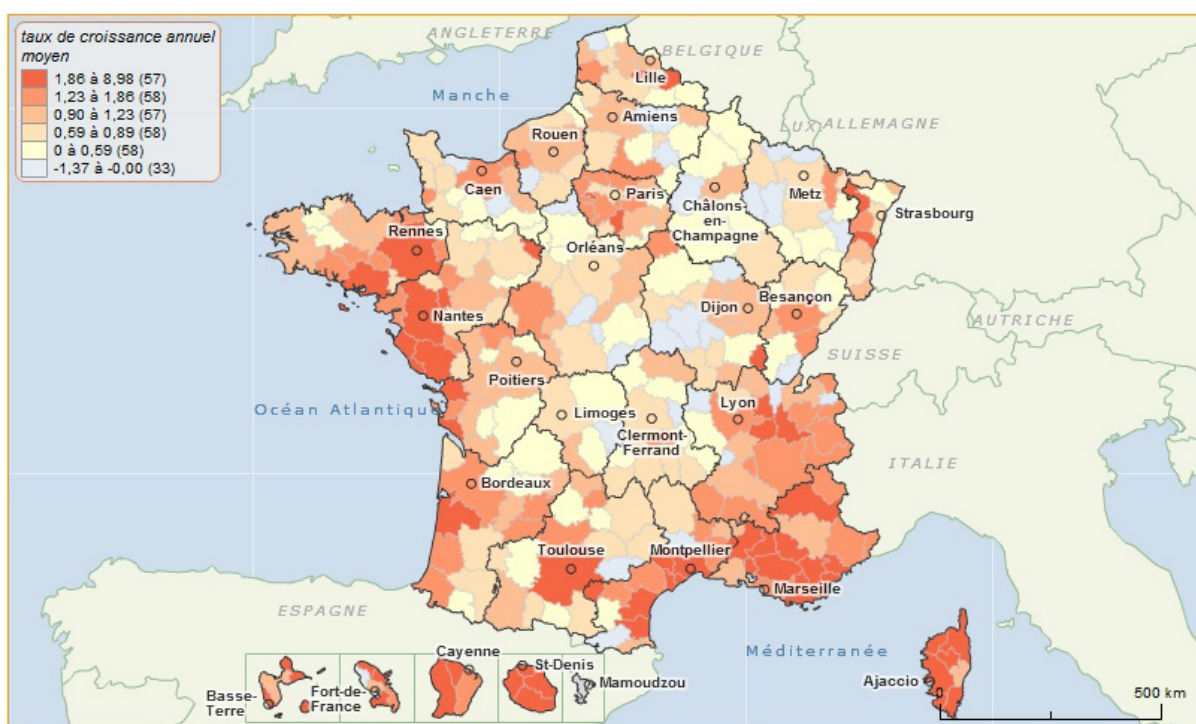 taux de croissance annuel
moyen
1,86 à 8,98 (57)
1,23 à 1,86 (58)
0,90 à 1,23 (57)
0,59 à 0,89 (58)
0 à 0,59 (58)
-1,37 à -0,00 (33)
ANGLETERRE
BELGIQUE
Lille
Manche
Amiens
LUX
ALLEMAGNE
Rouen
Caen
Paris
Metz
Châlons-
en-
Champagne
Strasbourg
Rennes
Orléans
Nantes
Dijon
Besançon
AUTRICHE
SUISSE
Poitiers
Océan Atlantique
Limoges
Lyon
Clermont-
Ferrand
ITALIE
Bordeaux
Toulouse
Montpellier
Marseille
ESPAGNE
Méditerranée
Cayenne
St-Denis
Mamoudzou
Basse-
Terre
Fort-de-
France
Ajaccio
0
500 km